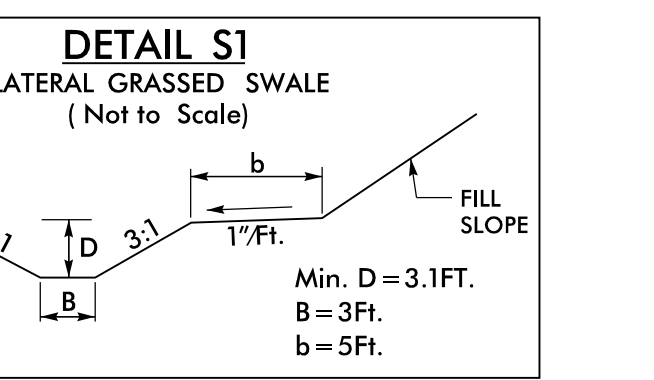 DETAIL S1
LATERAL GRASSED SWALE
( Not to Scale)
b
FILL
SLOPE
1"/Ft.
3:1
D
B
Min. D = 3.1FT.
B = 3Ft.
b = 5Ft.